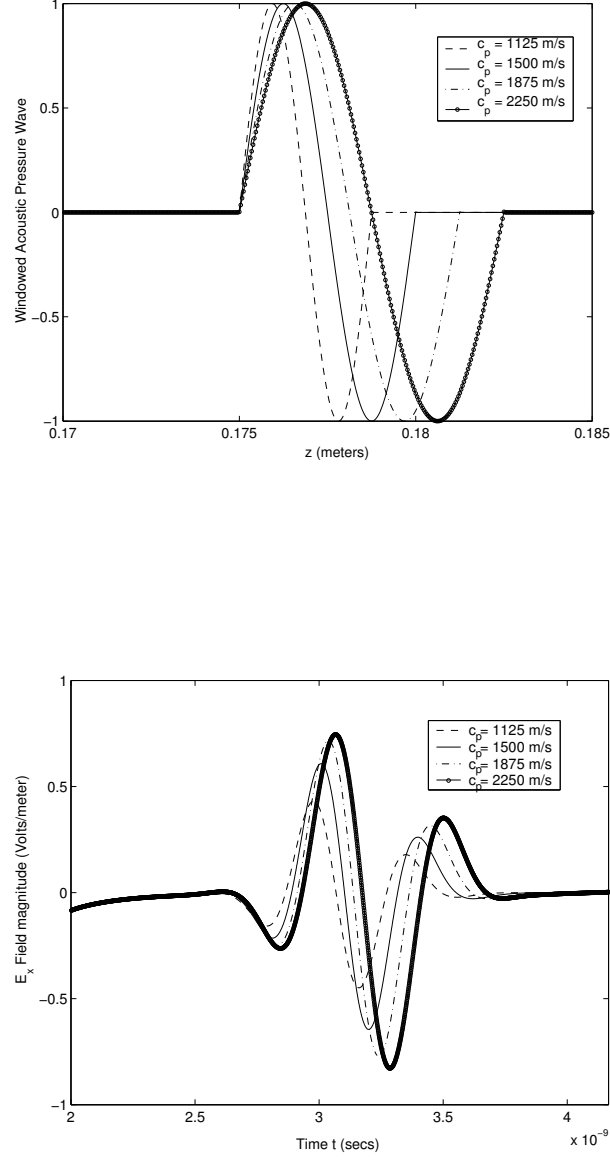 1
0.5
0
−0.5
−1
0.17
0.175
0.18
0.185
z (meters)
Windowed Acoustic Pressure Wave
c_p = 1125 m/s
c_p = 1500 m/s
c_p = 1875 m/s
c_p = 2250 m/s
1
0.5
0
−0.5
−1
2
2.5
3
3.5
4
x 10^−9
Time t (secs)
E_x Field magnitude (Volts/meter)
c_p= 1125 m/s
c_p= 1500 m/s
c_p= 1875 m/s
c_p= 2250 m/s